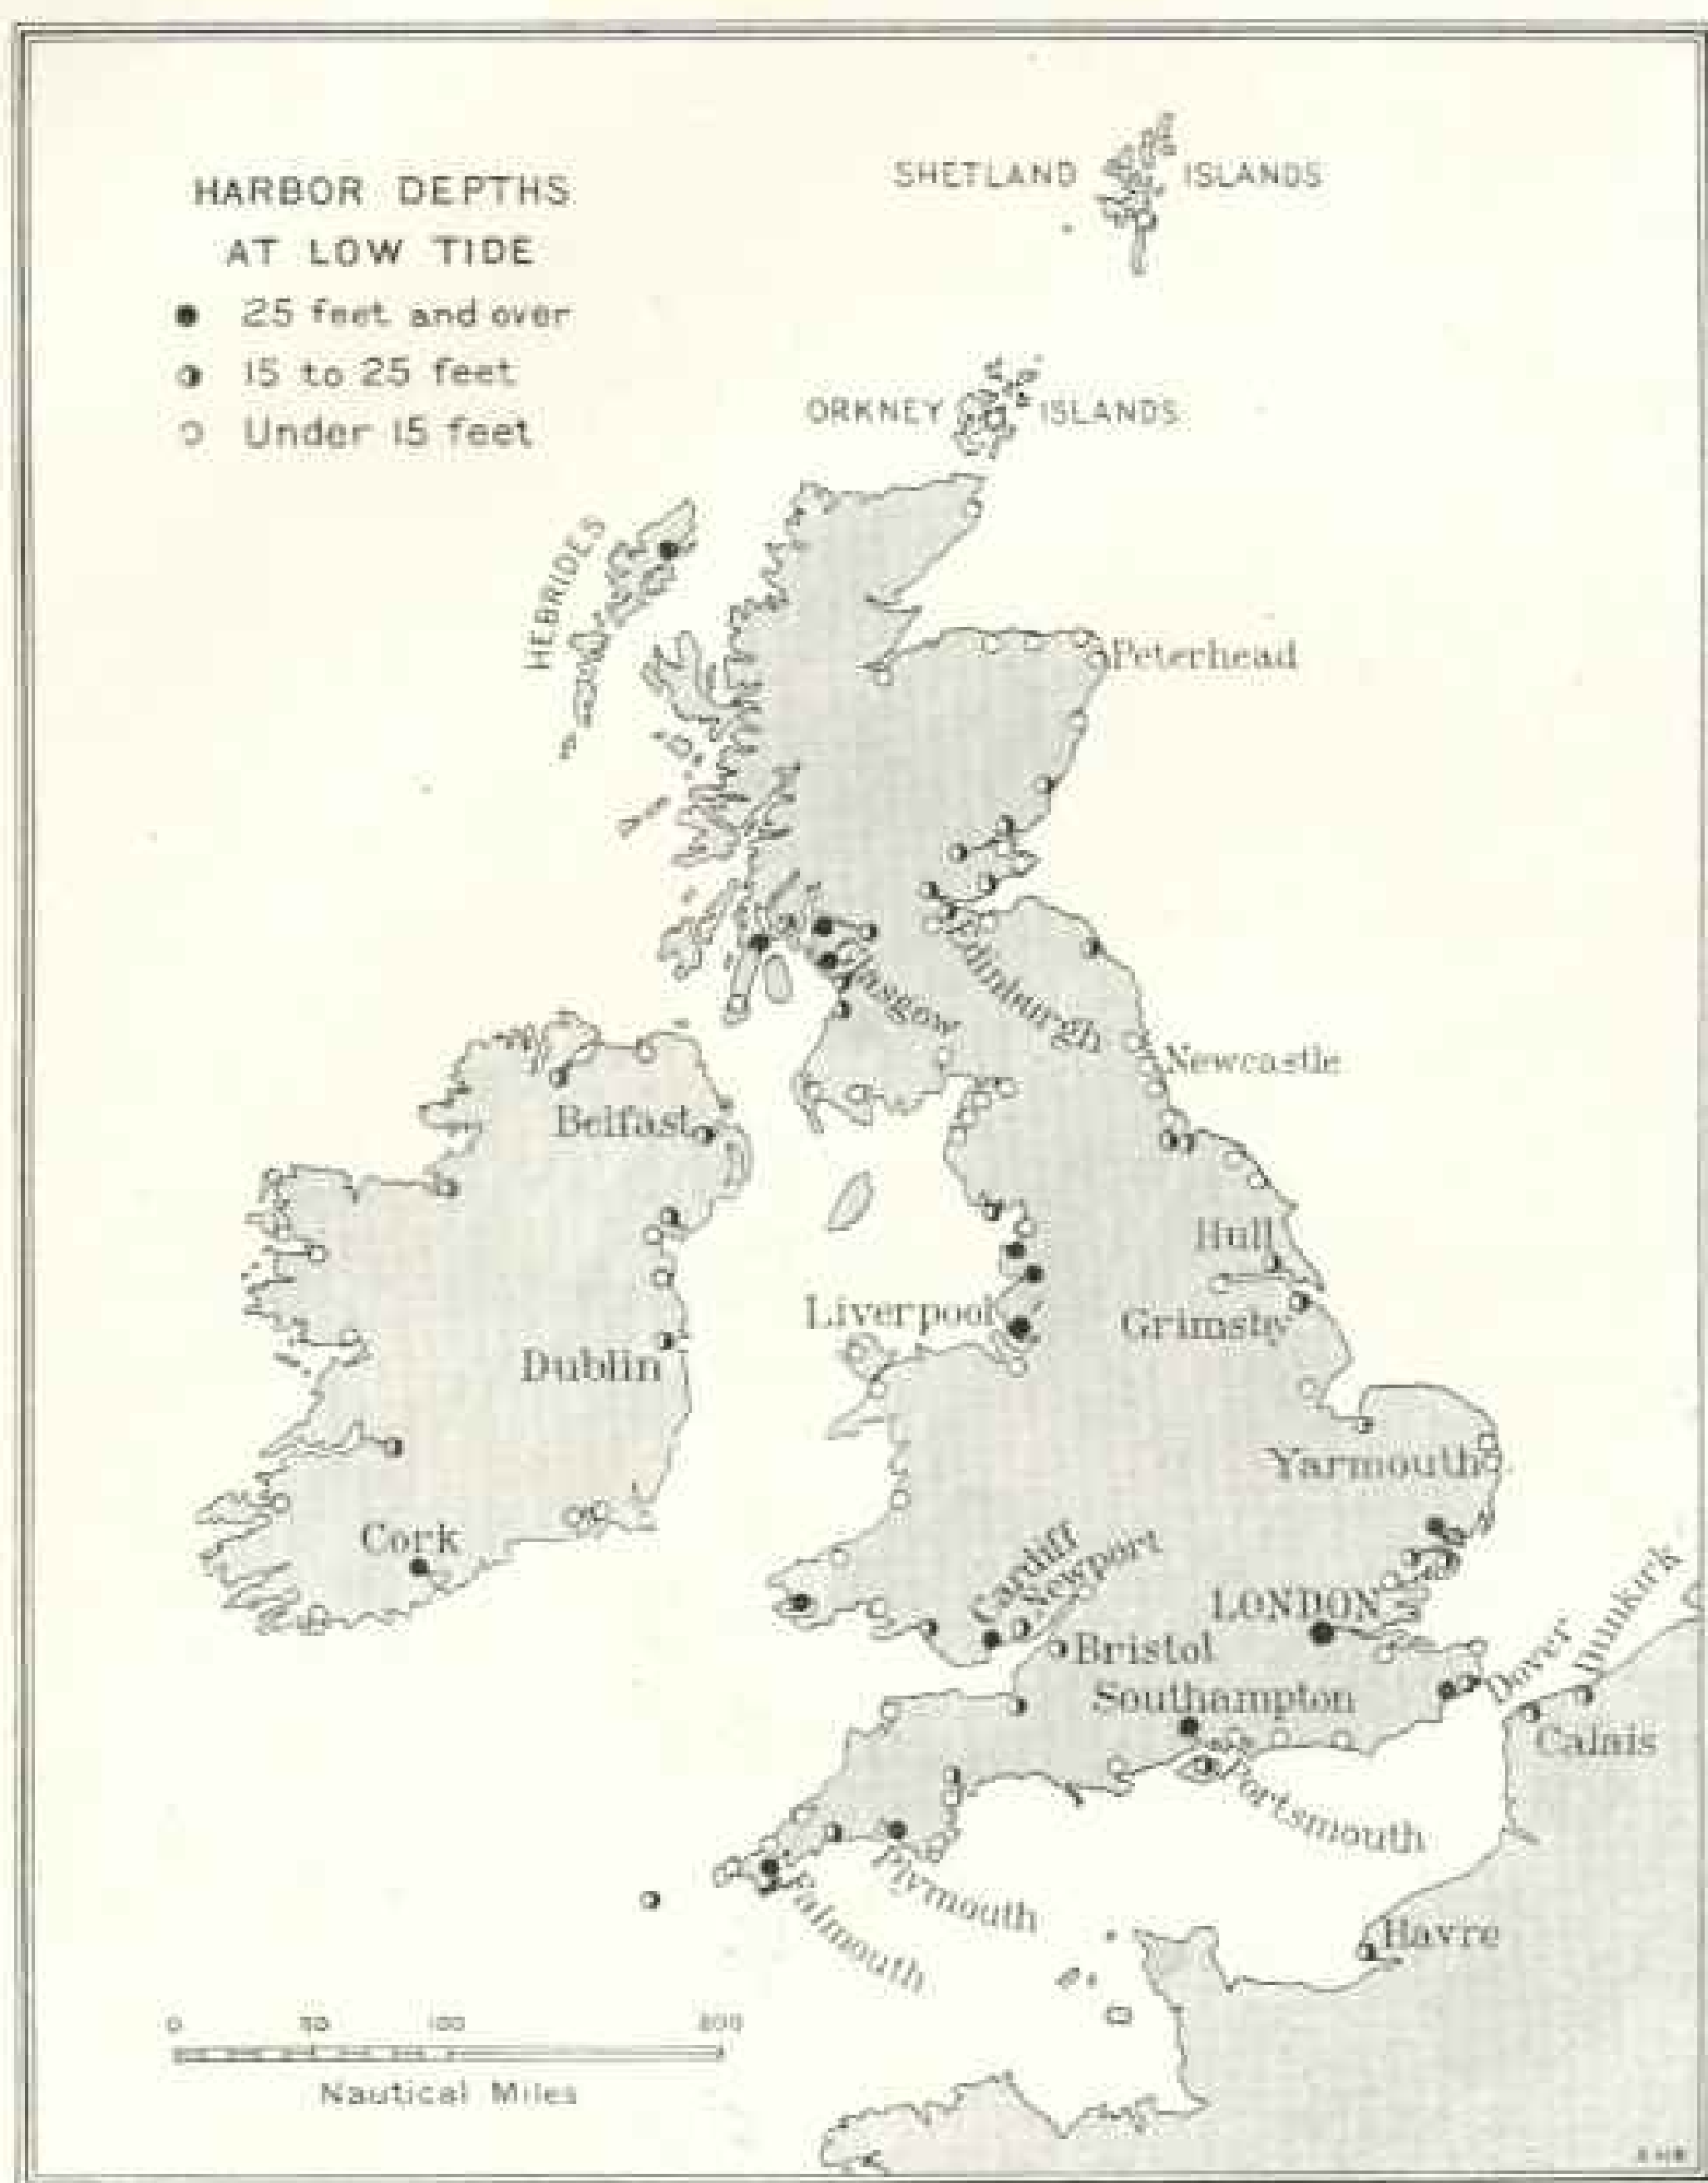 HARBOR DEPTHS
AT LOW TIDE
25 feet and over
15 to 25 feet
Under 15 feet
SHETLAND ISLANDS
ORKNEY ISLANDS
HEBRIDES
Peterhead
Glasgow
Edinburgh
Newcastle
Belfast
Hull
Liverpool
Grimsby
Dublin
Yarmouth
Cork
Cardiff
Newport
LONDON
Dunkirk
Dover
Bristol
Southampton
Calais
Portsmouth
Plymouth
Falmouth
Havre
0 50 100 200
Nautical Miles